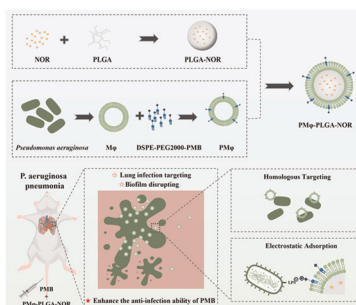 NOR
PLGA
PLGA-NOR
Pseudomonas aeruginosa
Mφ
DSPE-PEG2000-PMB
PMφ
PMφ-PLGA-NOR
P. aeruginosa
pneumonia
Lung infection targeting
Biofilm disrupting
Homologous Targeting
Electrostatic Adsorption
LPS
PMB
+
PMφ-PLGA-NOR
Enhance the anti-infection ability of PMB